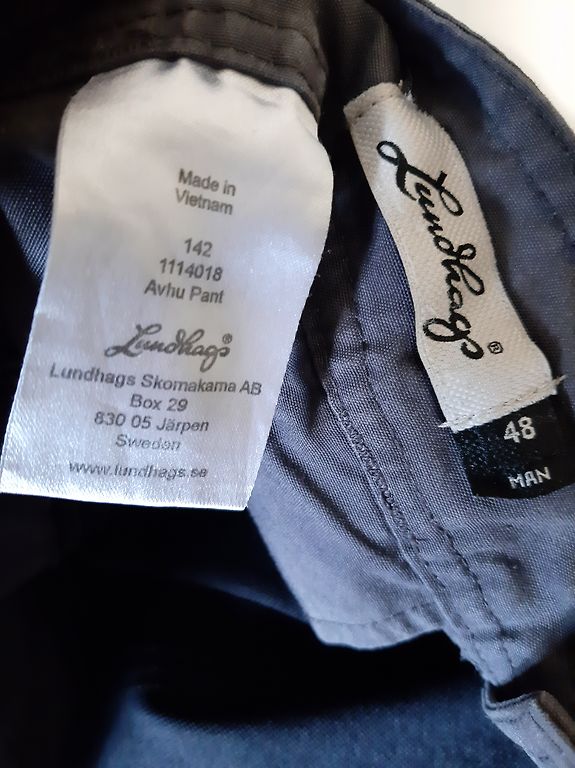 Made in
Vietnam
142
1114018
Avhu Pant
Lundhags®
Lundhags Skomakarna AB
Box 29
830 05 Järpen
Sweden
www.lundhags.se
Lundhags®
48
MAN